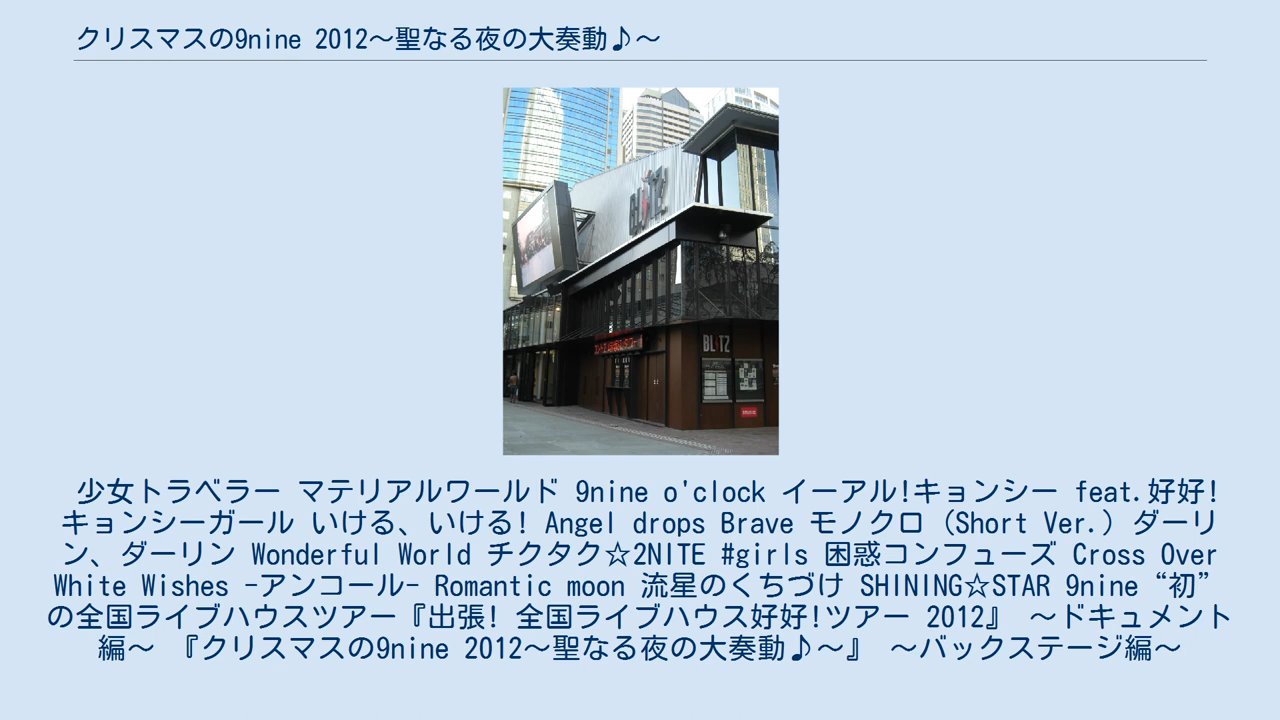 クリスマスの9nine 2012〜聖なる夜の大奏動♪〜
BLITZ
BLITZ
少女トラベラー マテリアルワールド 9nine o'clock イーアル!キョンシー feat.好好!
キョンシーガール いける、いける! Angel drops Brave モノクロ (Short Ver.) ダーリ
ン、ダーリン Wonderful World チクタク☆2NITE #girls 困惑コンフューズ Cross Over
White Wishes -アンコール- Romantic moon 流星のくちづけ SHINING☆STAR 9nine“初”
の全国ライブハウスツアー『出張! 全国ライブハウス好好!ツアー 2012』 〜ドキュメント
編〜 『クリスマスの9nine 2012〜聖なる夜の大奏動♪〜』 〜バックステージ編〜